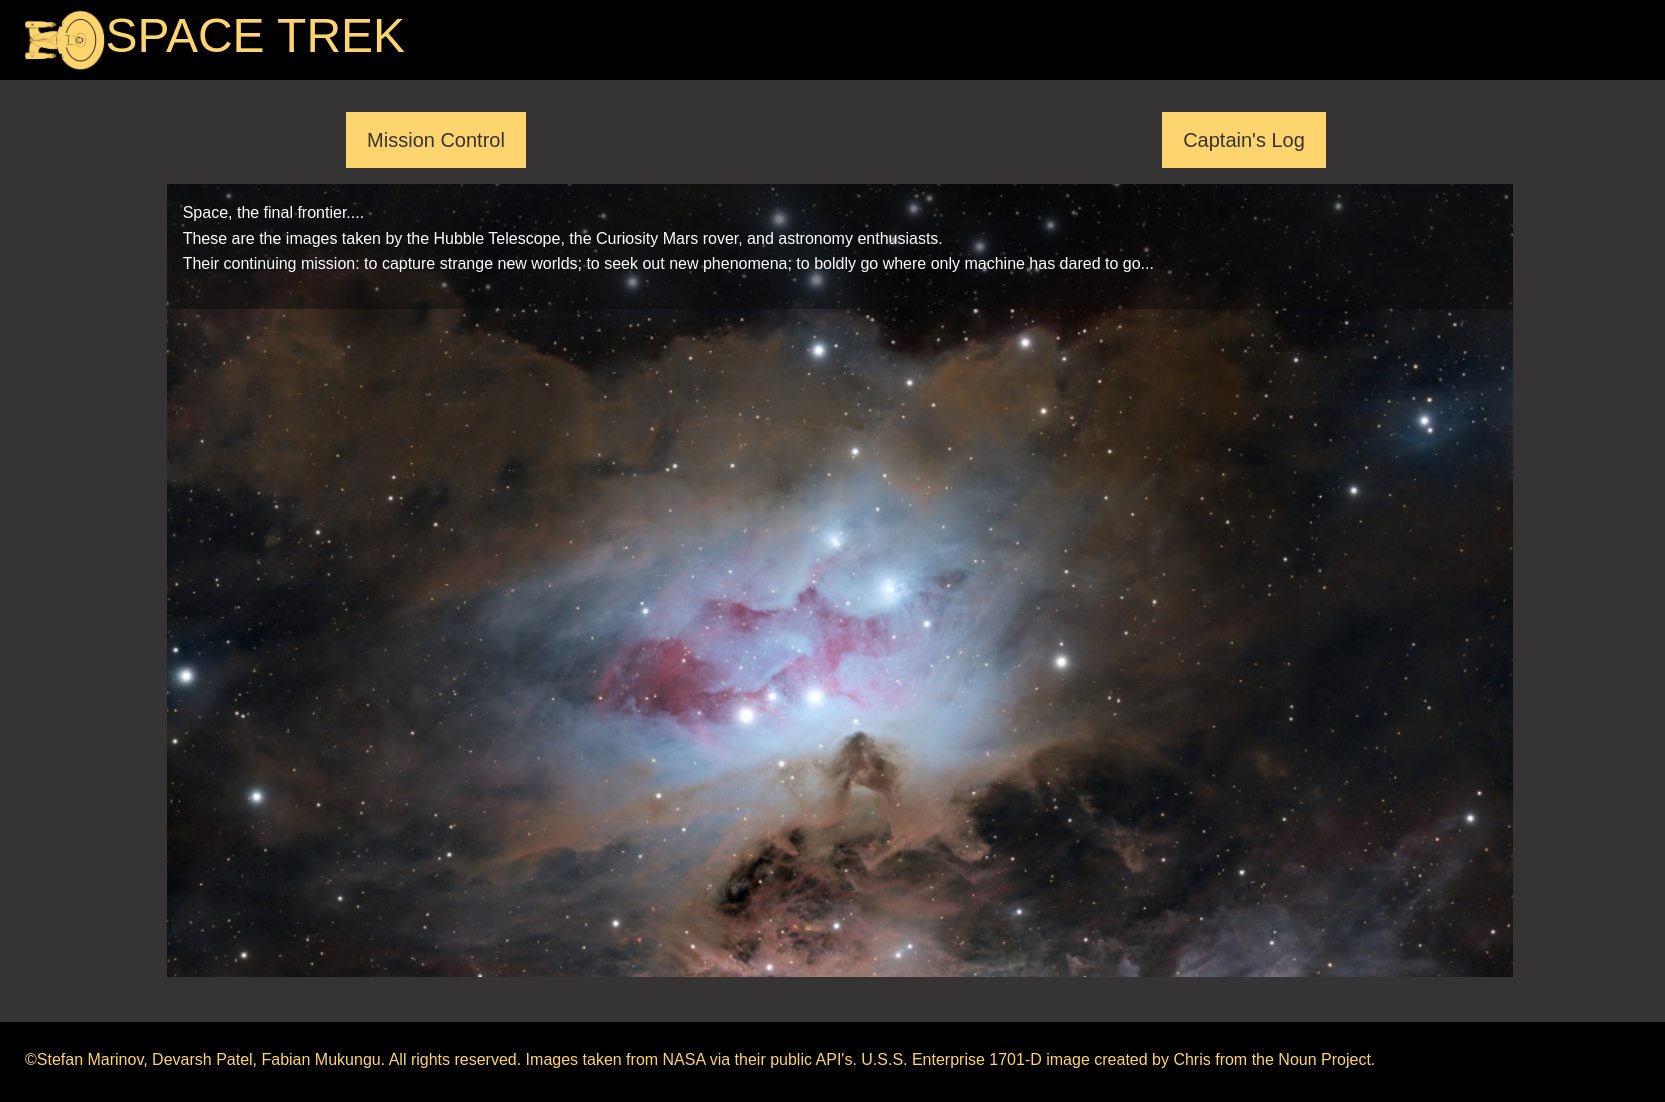 SPACE TREK
Mission Control
Captain's Log
Space, the final frontier....
These are the images taken by the Hubble Telescope, the Curiosity Mars rover, and astronomy enthusiasts.
Their continuing mission: to capture strange new worlds; to seek out new phenomena; to boldly go where only machine has dared to go...
©Stefan Marinov, Devarsh Patel, Fabian Mukungu. All rights reserved. Images taken from NASA via their public API's. U.S.S. Enterprise 1701-D image created by Chris from the Noun Project.